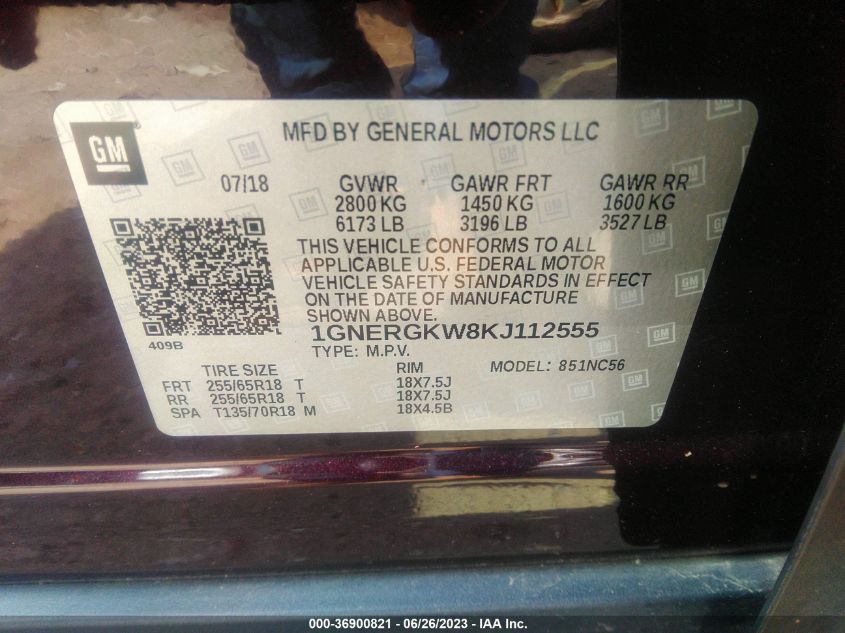 GM
MFD BY GENERAL MOTORS LLC
07/18 GVWR GAWR FRT GAWR RR
2800 KG 1450 KG 1600 KG
6173 LB 3196 LB 3527 LB
THIS VEHICLE CONFORMS TO ALL
APPLICABLE U.S. FEDERAL MOTOR
VEHICLE SAFETY STANDARDS IN EFFECT
ON THE DATE OF MANUFACTURE
SHOWN ABOVE.
1GNERGKW8KJ112555
409B
TYPE: M.P.V. MODEL: 851NC56
TIRE SIZE RIM
FRT 255/65R18 T 18X7.5J
RR 255/65R18 T 18X7.5J
SPA T135/70R18 M 18X4.5B
000-36900821 - 06/26/2023 - IAA Inc.